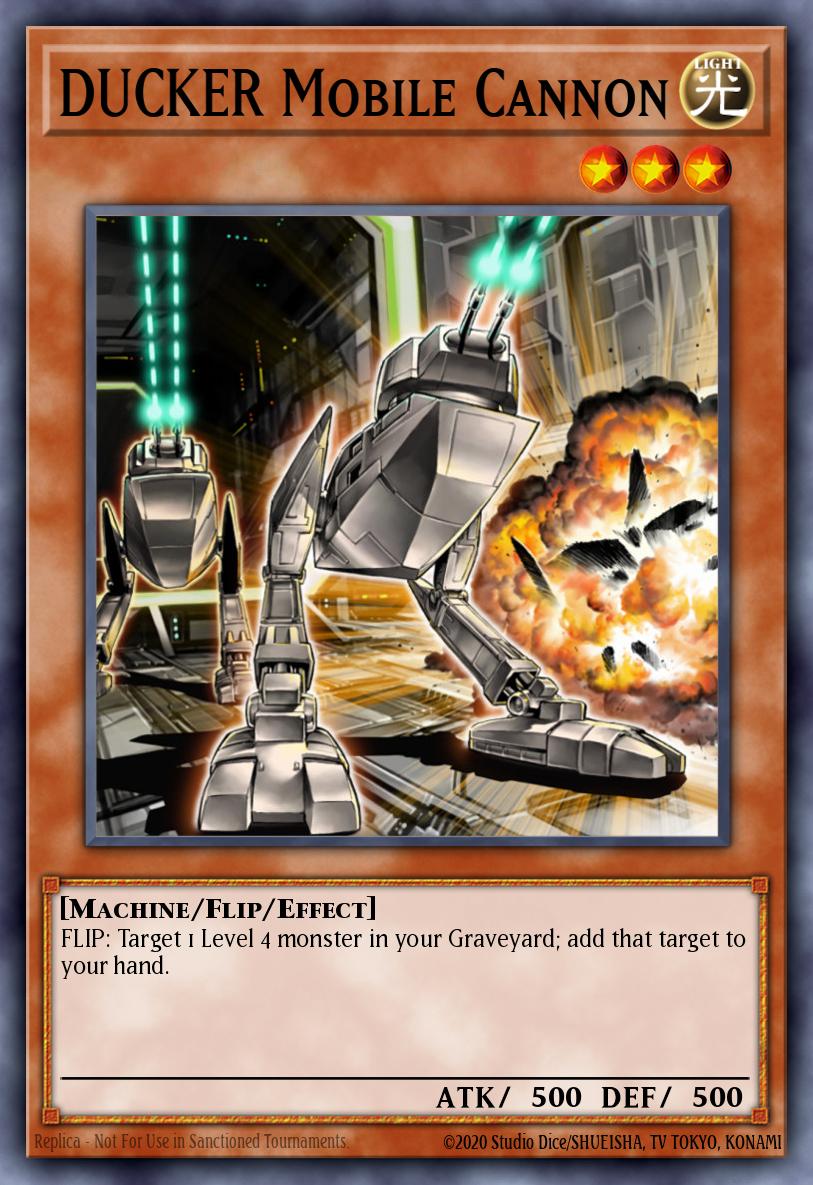 DUCKER Mobile Cannon
LIGHT
光
[Machine/Flip/Effect]
FLIP: Target 1 Level 4 monster in your Graveyard; add that target to
your hand.
ATK/ 500 DEF/ 500
Replica - Not For Use in Sanctioned Tournaments.
©2020 Studio Dice/SHUEISHA, TV TOKYO, KONAMI